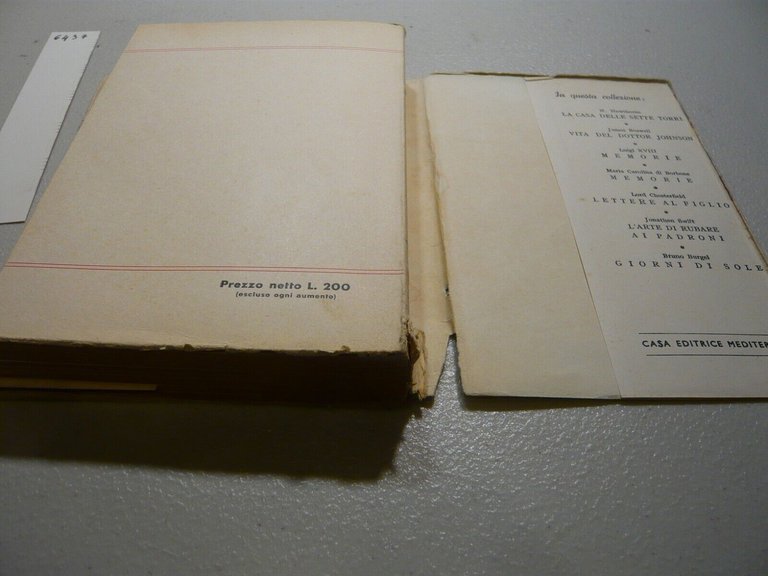 6437
Prezzo netto L. 200
(escluso ogni aumento)
In questa collezione:
N. Hawthorne
LA CASA DELLE SETTE TORRI
James Boswell
VITA DEL DOTTOR JOHNSON
Luigi XVIII
MEMORIE
Maria Carolina di Borbone
MEMORIE
Lord Chesterfield
LETTERE AL FIGLIO
Jonathan Swift
L'ARTE DI RUBARE
AI PADRONI
Bruno Burgel
GIORNI DI SOLE
CASA EDITRICE MEDITER